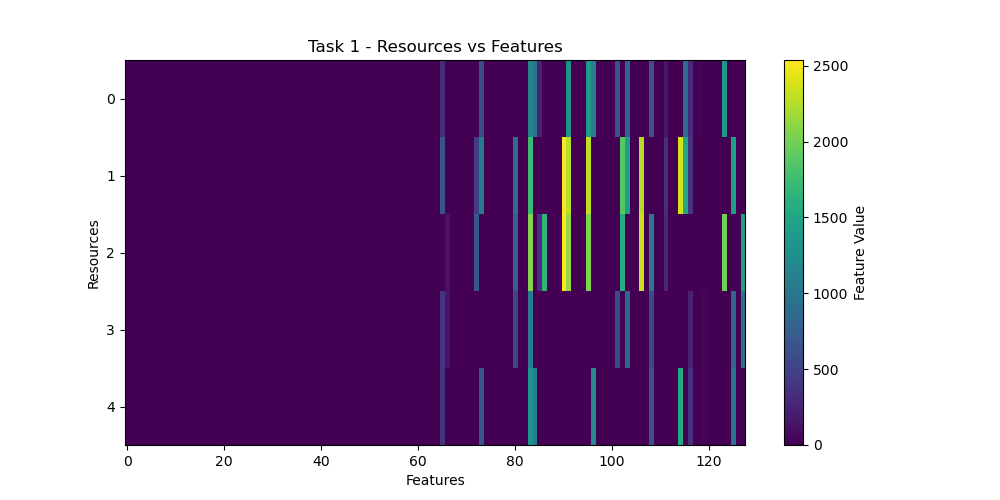 Task 1 - Resources vs Features
0
1
2
3
4
Resources
0 20 40 60 80 100 120
Features
2500
2000
1500
1000
500
0
Feature Value